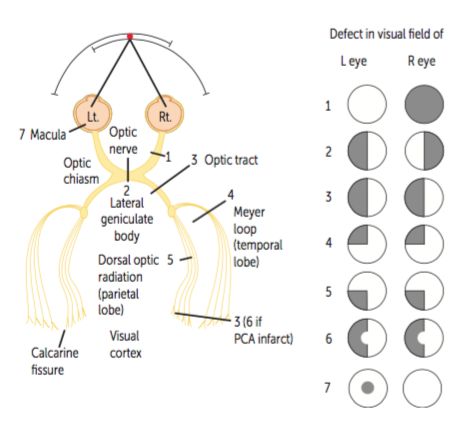 Defect in visual field of
L eye
R eye
Lt.
Rt.
7 Macula
Optic
nerve
1
3 Optic tract
Optic
chiasm
2
Lateral
geniculate
body
4
Meyer
loop
(temporal
lobe)
Dorsal optic
radiation
(parietal
lobe)
5
3 (6 if
PCA infarct)
Visual
cortex
Calcarine
fissure
1
2
3
4
5
6
7